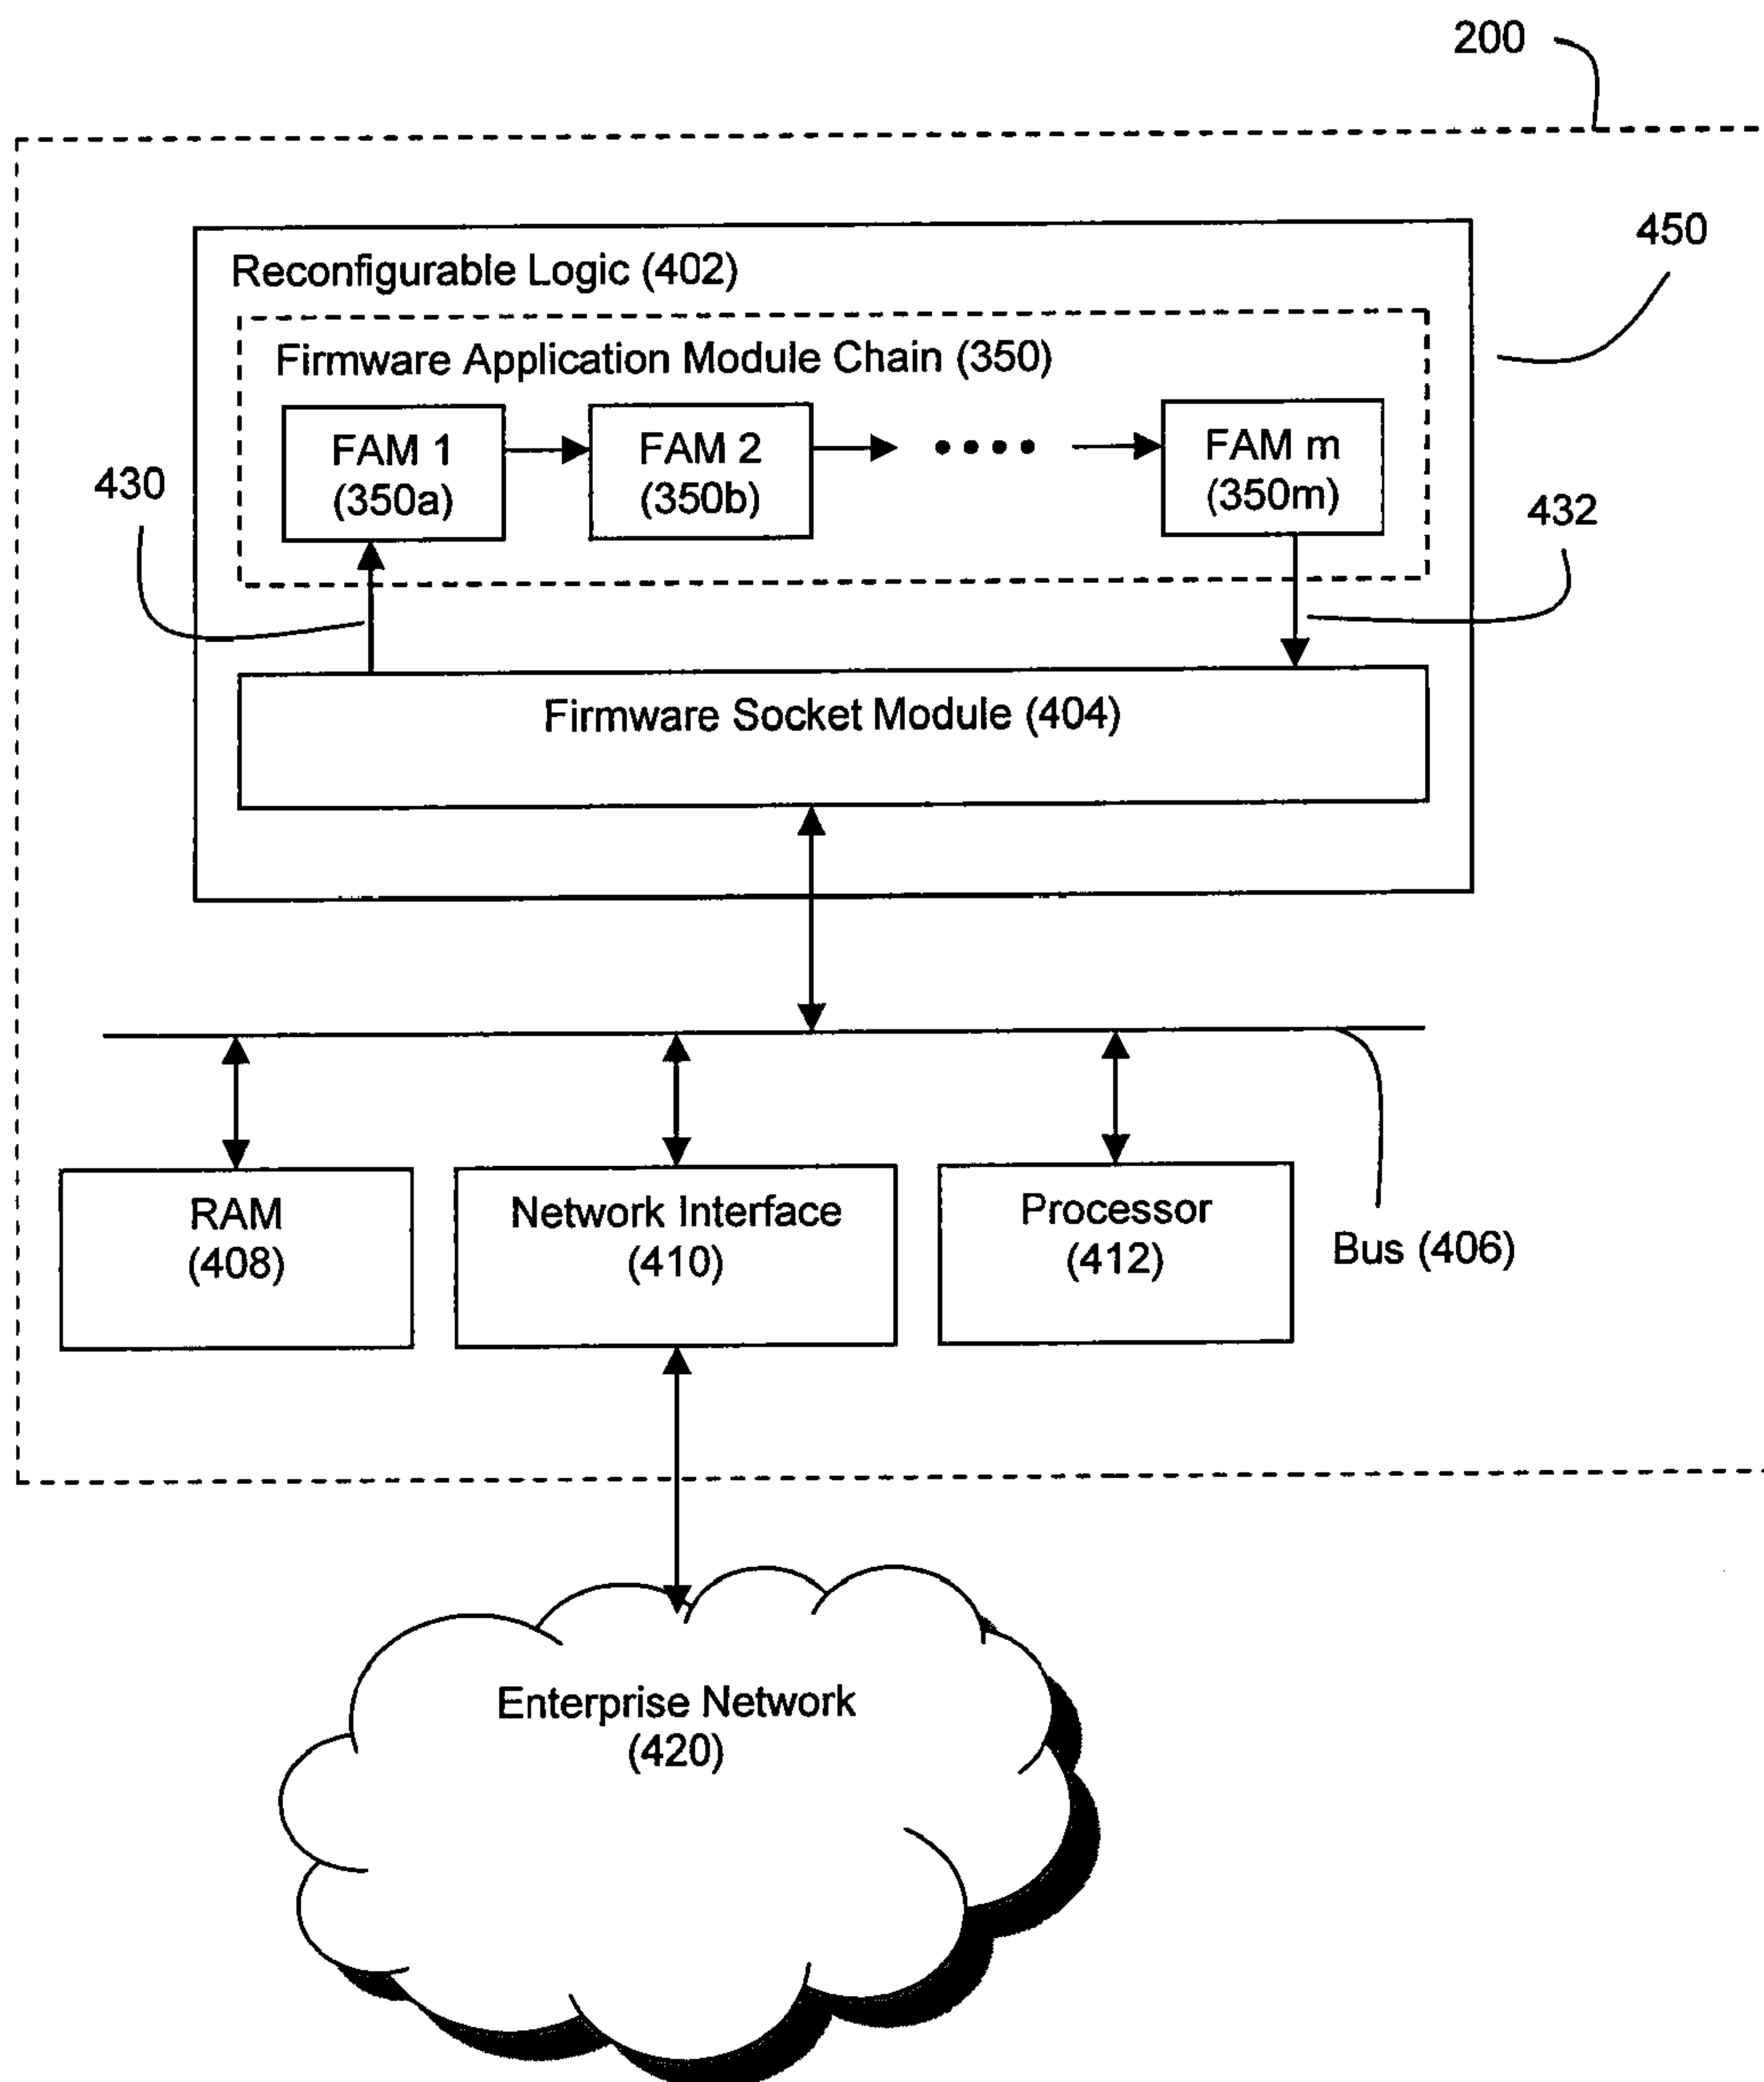 200
450
Reconfigurable Logic (402)
Firmware Application Module Chain (350)
FAM 1
(350a)
FAM 2
(350b)
FAM m
(350m)
430
432
Firmware Socket Module (404)
RAM
(408)
Network Interface
(410)
Processor
(412)
Bus (406)
Enterprise Network
(420)